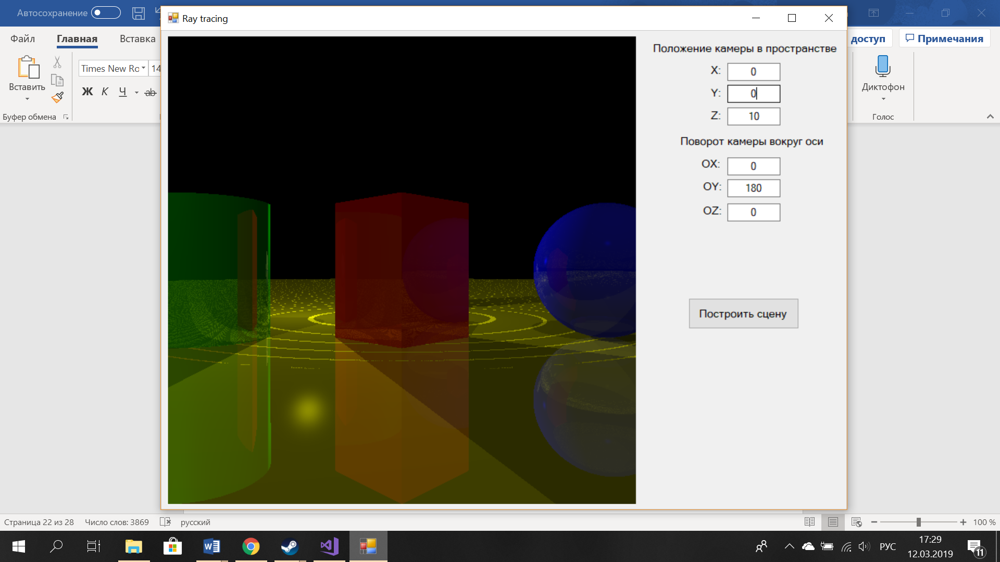 Автосохранение
Ray tracing
Файл Главная Вставка
доступ Примечания
Times New Ro 14
Вставить
Ж К Ч ab
Буфер обмена
Диктофон
Голос
Положение камеры в пространстве
X: 0
Y: 0
Z: 10
Поворот камеры вокруг оси
OX: 0
OY: 180
OZ: 0
Построить сцену
Страница 22 из 28 Число слов: 3869 русский
100 %
РУС
17:29
12.03.2019
11